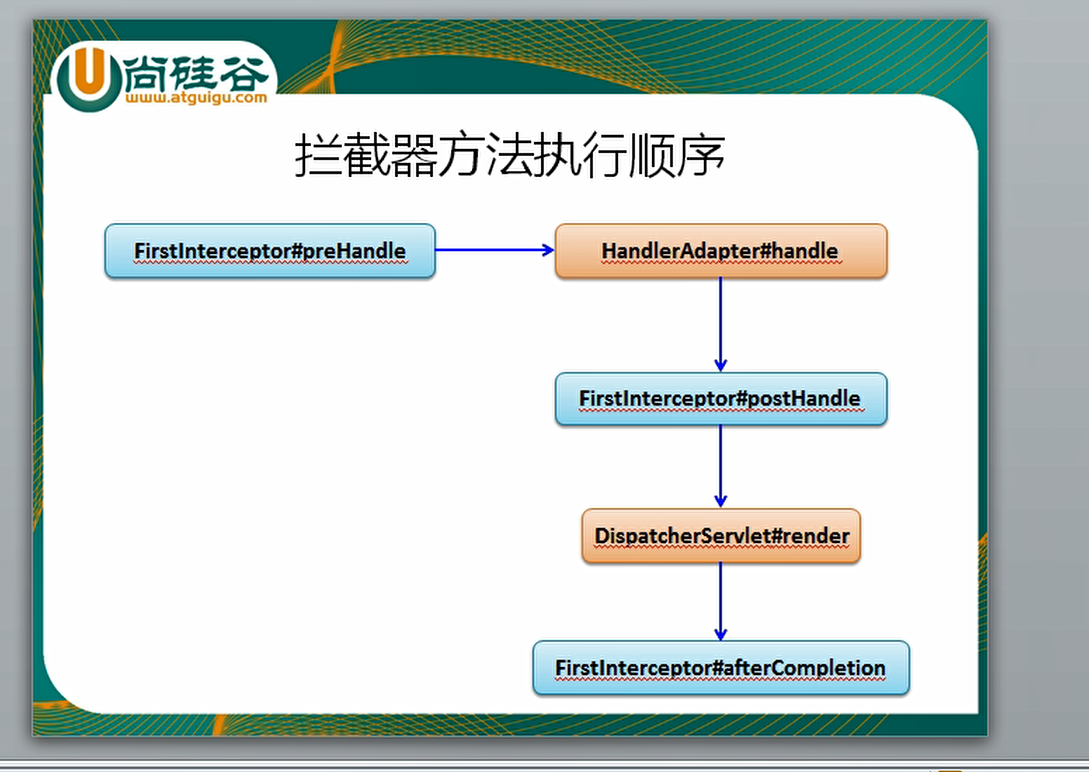 尚硅谷
www.atguigu.com
拦截器方法执行顺序
FirstInterceptor#preHandle
HandlerAdapter#handle
FirstInterceptor#postHandle
DispatcherServlet#render
FirstInterceptor#afterCompletion